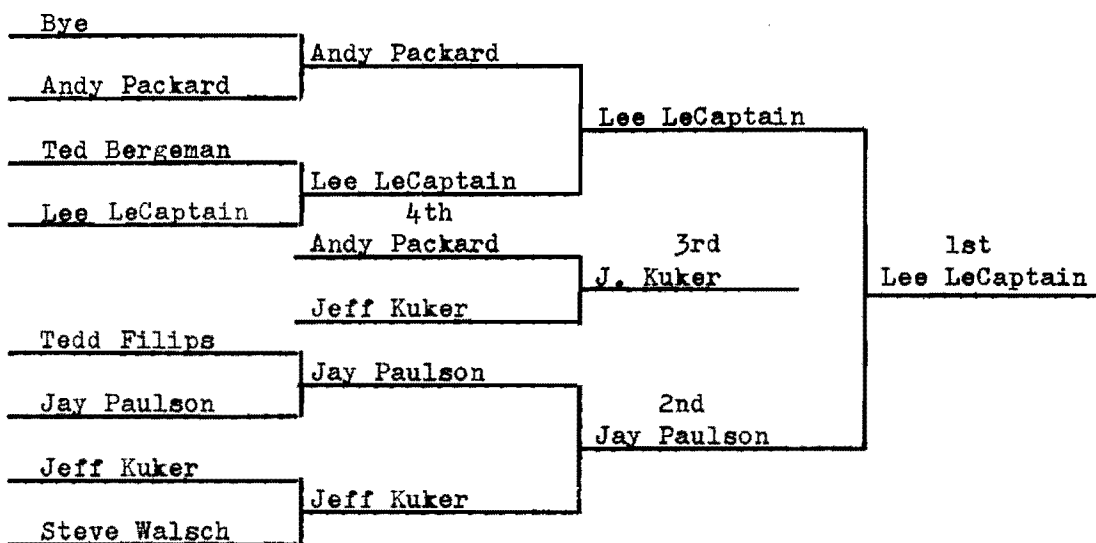 Bye
Andy Packard
Andy Packard
Lee LeCaptain
Ted Bergeman
Lee LeCaptain
Lee LeCaptain
4th
Andy Packard
3rd
1st
J. Kuker
Lee LeCaptain
Jeff Kuker
Tedd Filips
Jay Paulson
Jay Paulson
2nd
Jay Paulson
Jeff Kuker
Jeff Kuker
Steve Walsch